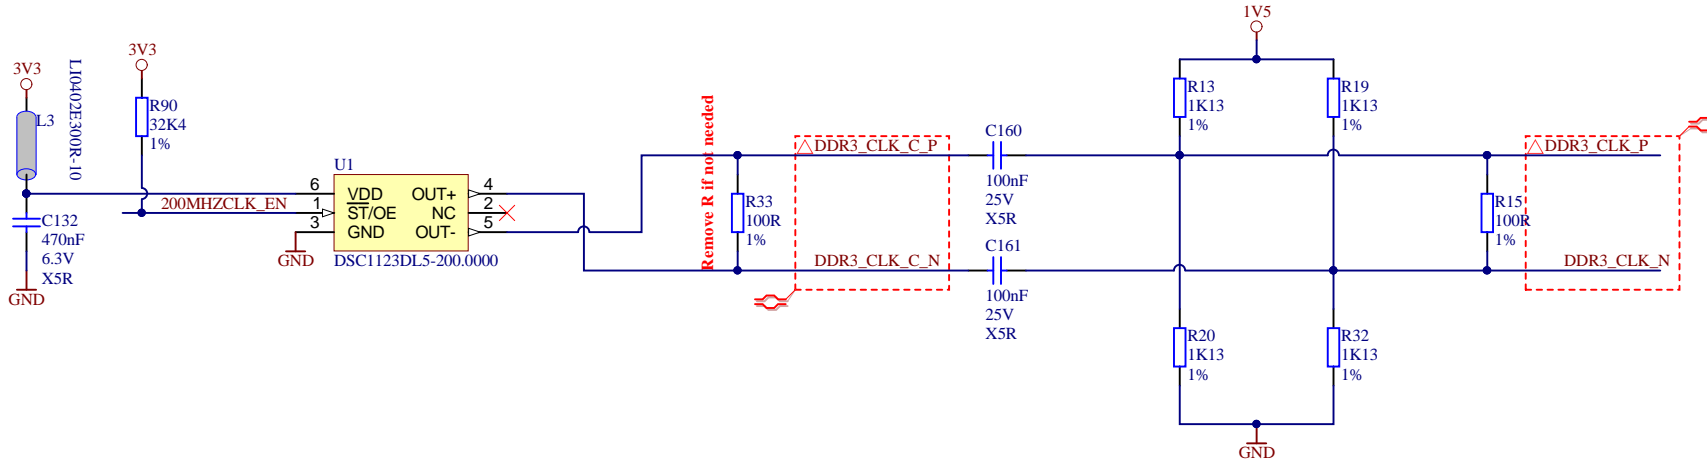 3V3
L3
LI0402E300R-10
C132
470nF
6.3V
X5R
GND
3V3
R90
32K4
1%
200MHZCLK_EN
GND
U1
6 VDD OUT+ 4
1 ST/OE NC 2
3 GND OUT- 5
DSC1123DL5-200.0000
Remove R if not needed
R33
100R
1%
DDR3_CLK_C_P
DDR3_CLK_C_N
C160
100nF
25V
X5R
C161
100nF
25V
X5R
1V5
R13
1K13
1%
R19
1K13
1%
R20
1K13
1%
R32
1K13
1%
GND
R15
100R
1%
DDR3_CLK_P
DDR3_CLK_N